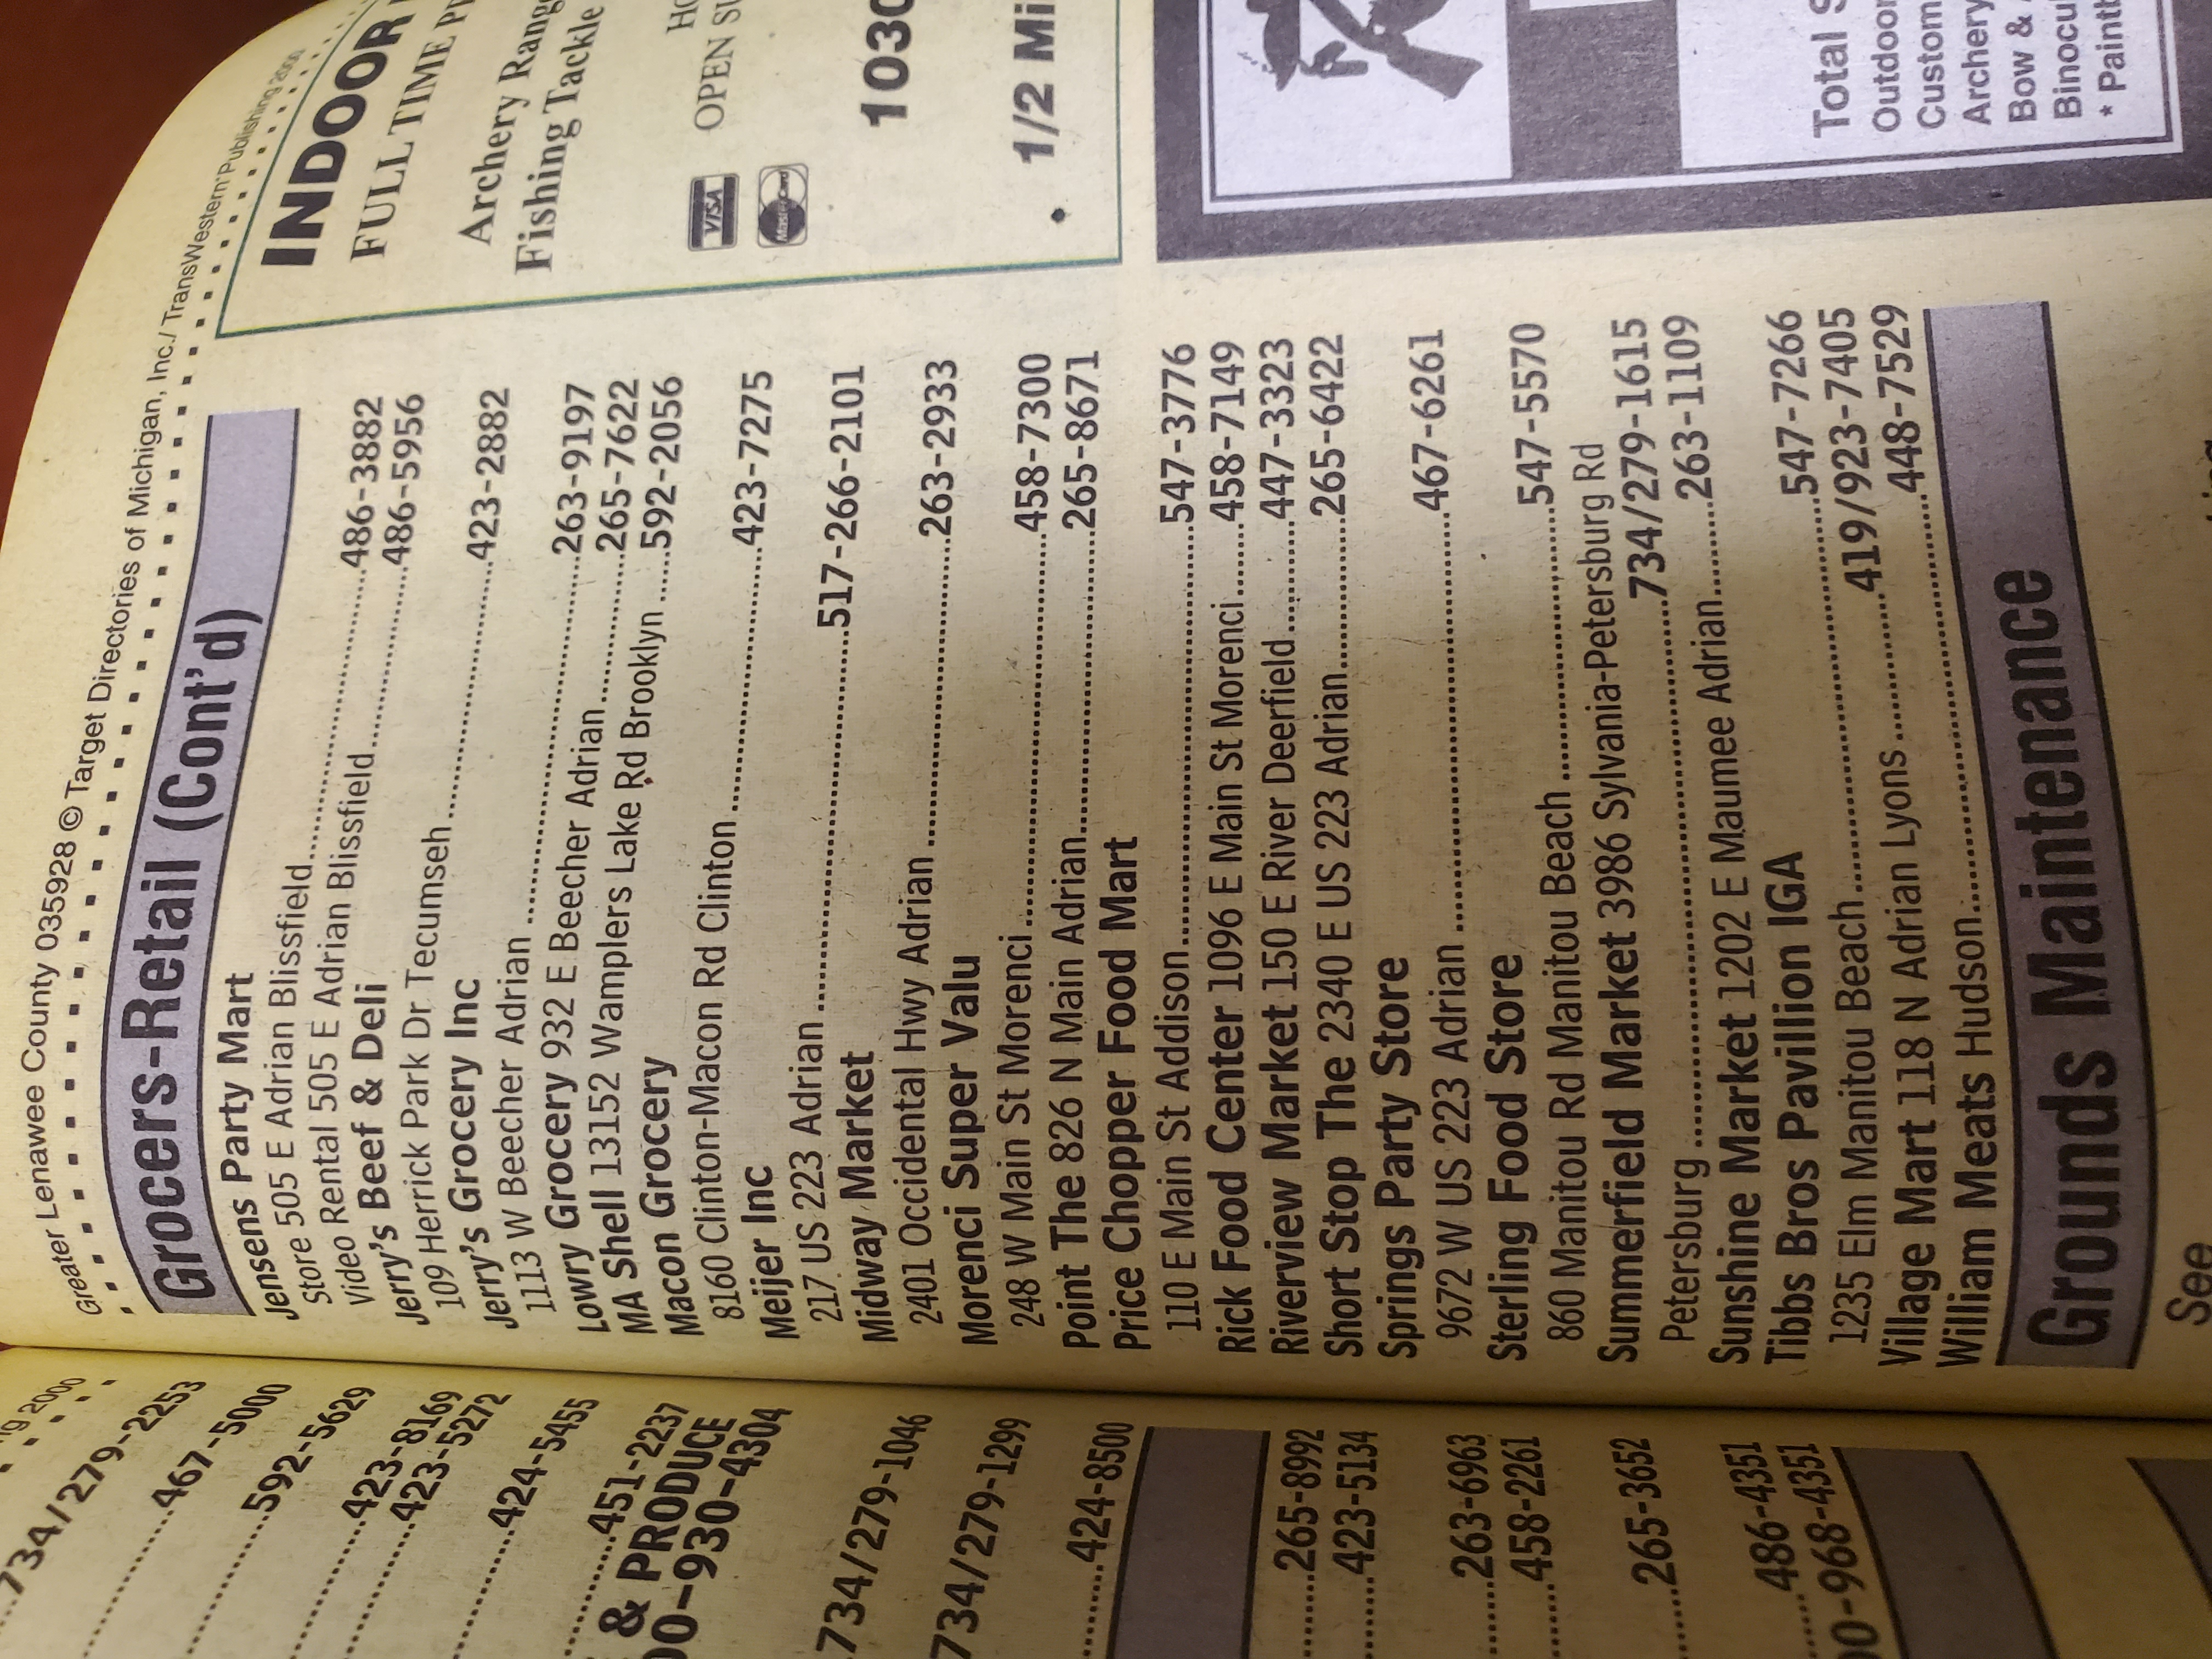 19 2000
734/279-2253
467-5000
592-5629
423-8169
423-5272
424-5455
451-2237
& PRODUCE
00-930-4304
734/279-1046
734/279-1299
424-8500
265-8992
423-5134
263-6963
458-2261
265-3652
486-4351
00-968-4351
Greater Lenawee County 035928 © Target Directories of Michigan, Inc./ TransWestern Publishing 2000
Grocers-Retail (Cont'd)
Jensens Party Mart
Store 505 E Adrian Blissfield..........486-3882
Video Rental 505 E Adrian Blissfield..........486-5956
Jerry's Beef & Deli
109 Herrick Park Dr Tecumseh..........423-2882
Jerry's Grocery Inc
1113 W Beecher Adrian..........263-9197
Lowry Grocery 932 E Beecher Adrian..........265-7622
MA Shell 13152 Wamplers Lake Rd Brooklyn ......592-2056
Macon Grocery
8160 Clinton-Macon Rd Clinton..........423-7275
Meijer Inc
217 US 223 Adrian..........517-266-2101
Midway Market
2401 Occidental Hwy Adrian..........263-2933
Morenci Super Valu
248 W Main St Morenci..........458-7300
Point The 826 N Main Adrian..........265-8671
Price Chopper Food Mart
110 E Main St Addison..........547-3776
Rick Food Center 1096 E Main St Morenci........458-7149
Riverview Market 150 E River Deerfield..........447-3323
Short Stop The 2340 E US 223 Adrian..........265-6422
Springs Party Store
9672 W US 223 Adrian..........467-6261
Sterling Food Store
860 Manitou Rd Manitou Beach..........547-5570
Summerfield Market 3986 Sylvania-Petersburg Rd
Petersburg..........734/279-1615
Sunshine Market 1202 E Maumee Adrian..........263-1109
Tibbs Bros Pavillion IGA
1235 Elm Manitou Beach..........547-7266
Village Mart 118 N Adrian Lyons..........419/923-7405
William Meats Hudson..........448-7529
Grounds Maintenance
See
INDOOR
FULL TIME
Archery Range
Fishing Tackle
OPEN
VISA
MasterCard
1030
• 1/2 Mi
Total
Outdoor
Custom
Archery
Bow &